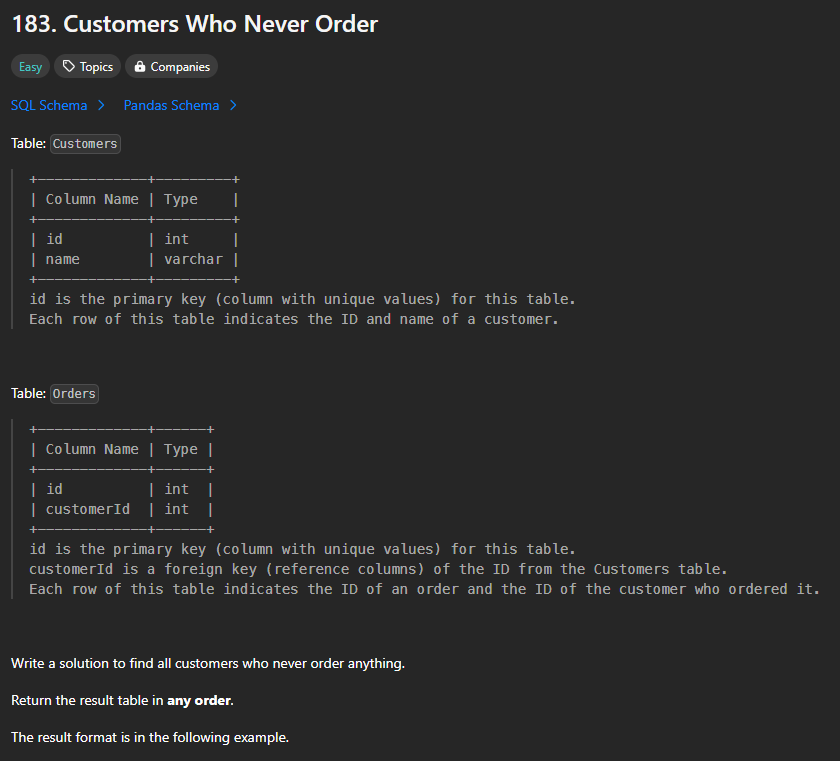 183. Customers Who Never Order
Easy Topics Companies
SQL Schema > Pandas Schema >
Table: Customers
+-------------+---------+
| Column Name | Type    |
+-------------+---------+
| id          | int     |
| name        | varchar |
+-------------+---------+
id is the primary key (column with unique values) for this table.
Each row of this table indicates the ID and name of a customer.
Table: Orders
+-------------+------+
| Column Name | Type |
+-------------+------+
| id          | int  |
| customerId  | int  |
+-------------+------+
id is the primary key (column with unique values) for this table.
customerId is a foreign key (reference columns) of the ID from the Customers table.
Each row of this table indicates the ID of an order and the ID of the customer who ordered it.
Write a solution to find all customers who never order anything.
Return the result table in any order.
The result format is in the following example.